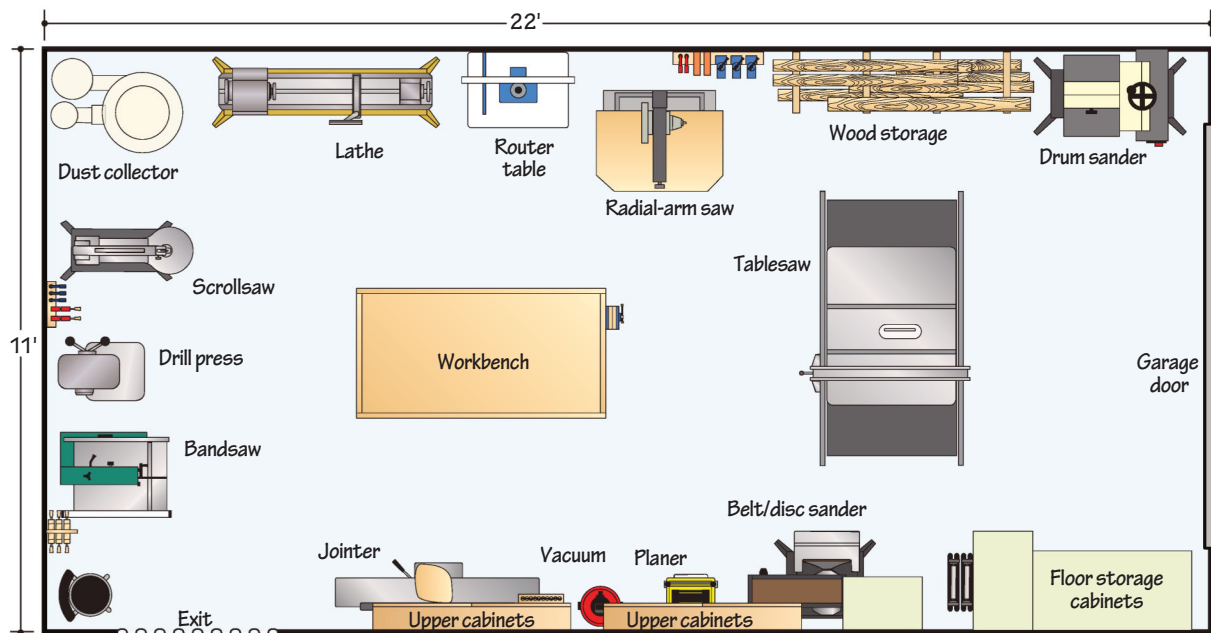 22'
11'
Dust collector
Lathe
Router
table
Radial-arm saw
Wood storage
Drum sander
Scrollsaw
Tablesaw
Drill press
Workbench
Garage
door
Bandsaw
Belt/disc sander
Jointer
Vacuum
Planer
Floor storage
cabinets
Exit
Upper cabinets
Upper cabinets